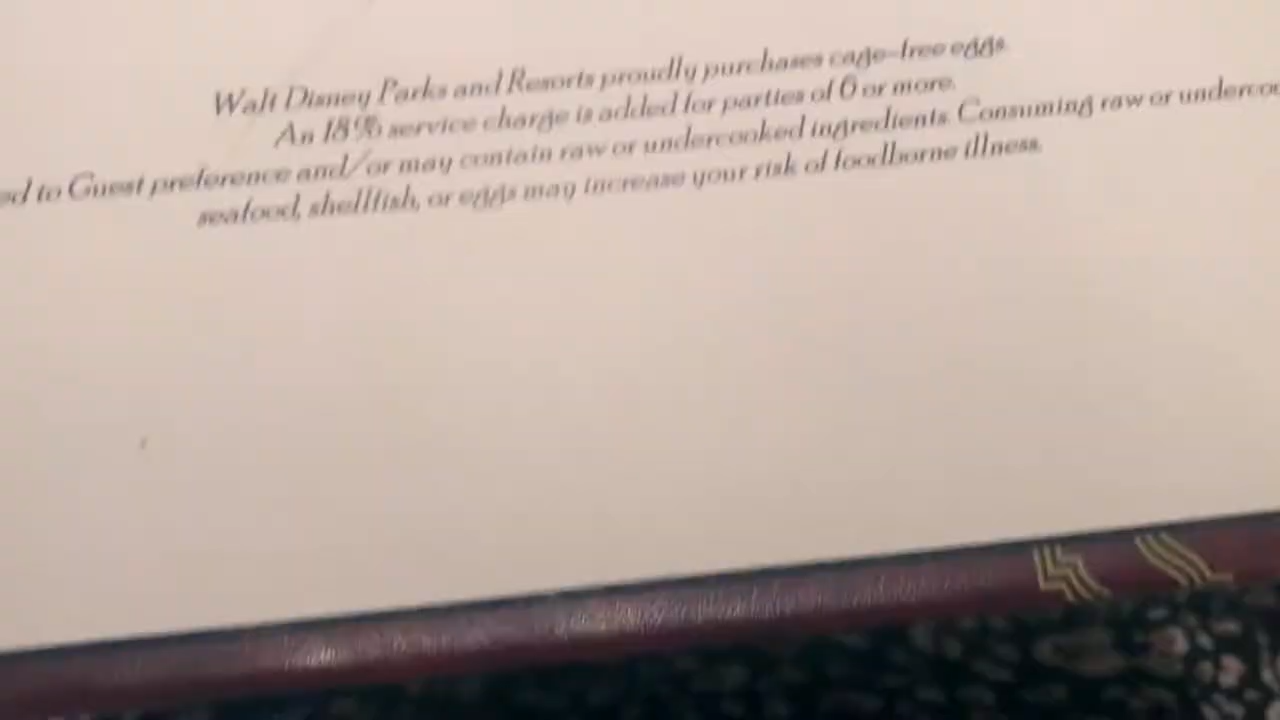 Walt Disney Parks and Resorts proudly purchases cage-free eggs.
An 18% service charge is added for parties of 6 or more.
to Guest preference and/or may contain raw or undercooked ingredients. Consuming raw or
seafood, shellfish, or eggs may increase your risk of foodborne illness.